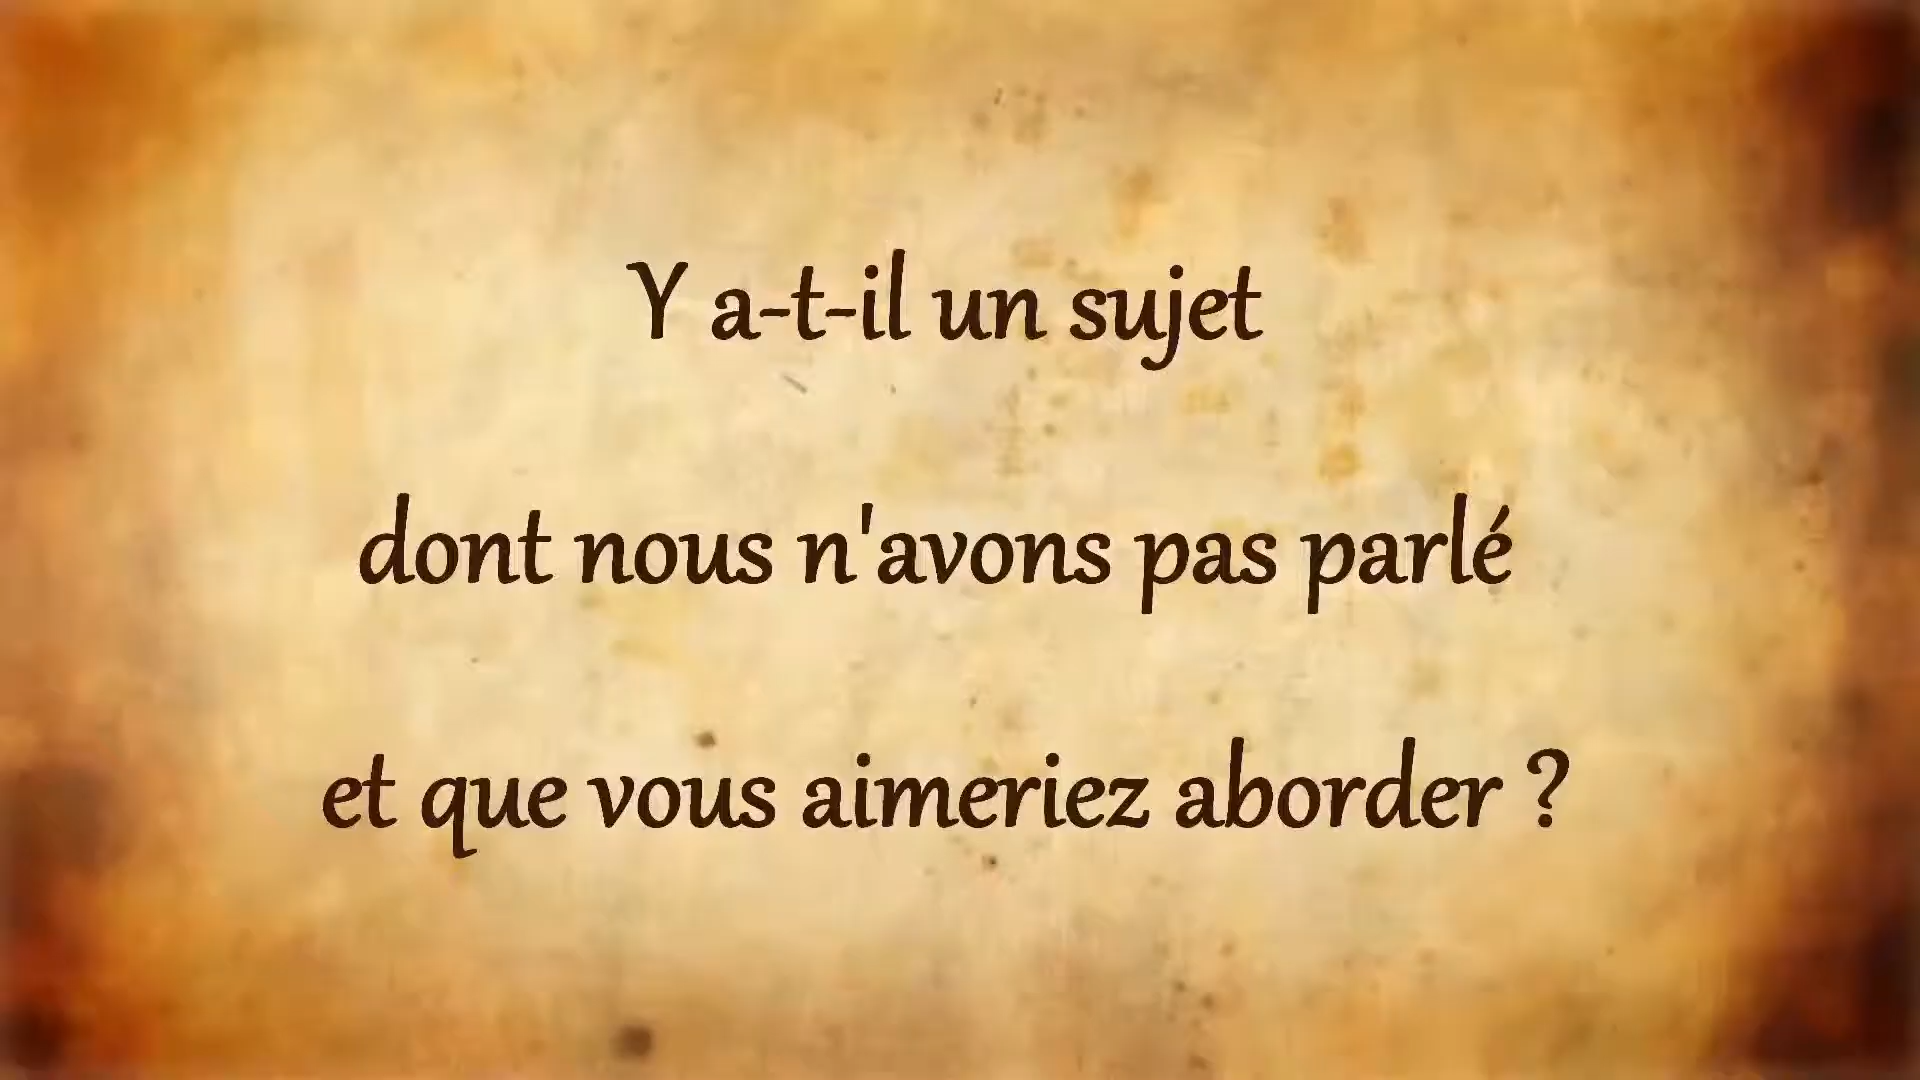 Y a-t-il un sujet
dont nous n'avons pas parlé
et que vous aimeriez aborder ?